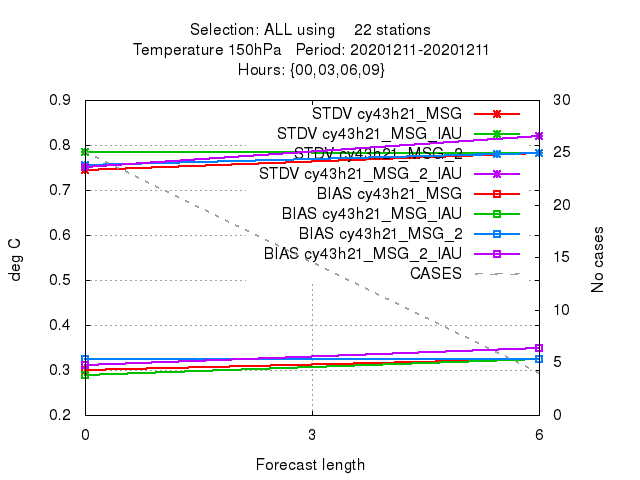 Selection: ALL using    22 stations
Temperature 150hPa   Period: 20201211-20201211
Hours: {00,03,06,09}
0.9
0.8
0.7
0.6
0.5
0.4
0.3
0.2
deg C
STDV cy43h21_MSG
STDV cy43h21_MSG_IAU
STDV cy43h21_MSG_2
STDV cy43h21_MSG_2_IAU
BIAS cy43h21_MSG
BIAS cy43h21_MSG_IAU
BIAS cy43h21_MSG_2
BIAS cy43h21_MSG_2_IAU
CASES
30
25
20
15
10
5
0
No cases
0 3 6
Forecast length